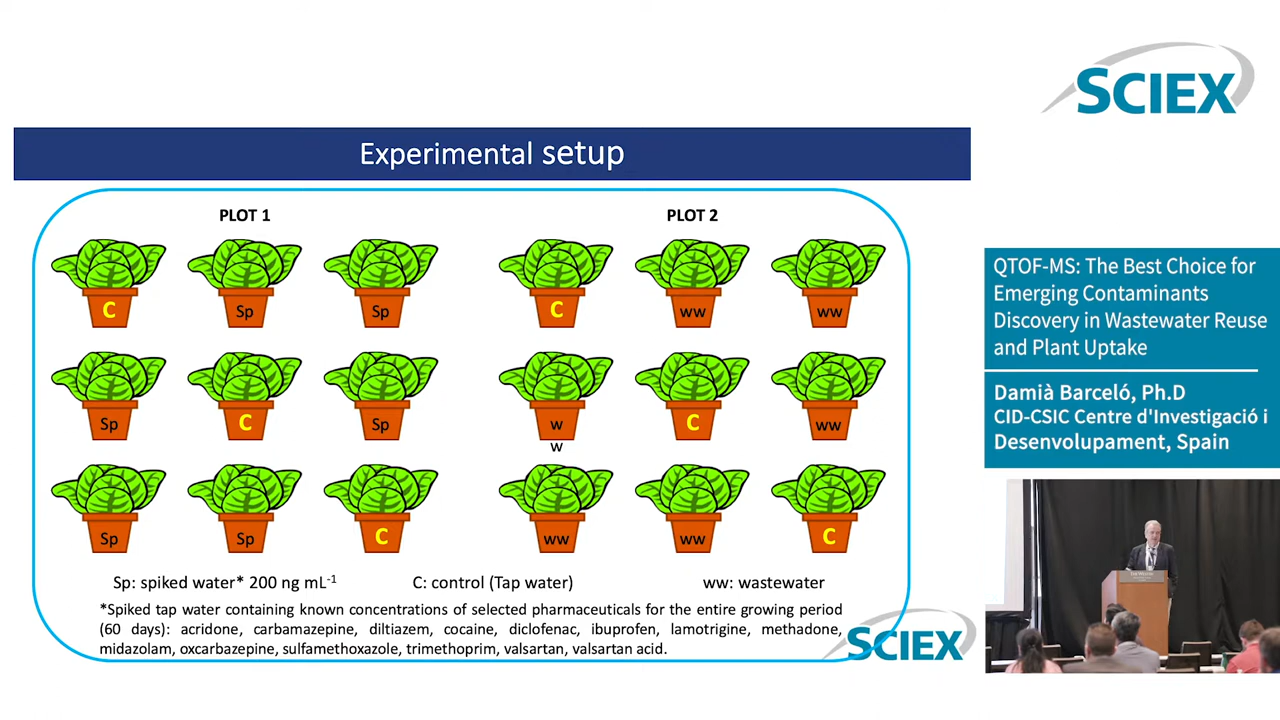 SCIEX
Experimental setup
PLOT 1
PLOT 2
C Sp Sp C ww ww
Sp C Sp w
w C ww
Sp Sp C ww ww C
Sp: spiked water* 200 ng mL-1
C: control (Tap water)
ww: wastewater
*Spiked tap water containing known concentrations of selected pharmaceuticals for the entire growing period
(60 days): acridone, carbamazepine, diltiazem, cocaine, diclofenac, ibuprofen, lamotrigine, methadone,
midazolam, oxcarbazepine, sulfamethoxazole, trimethoprim, valsartan, valsartan acid.
SCIEX
QTOF-MS: The Best Choice for
Emerging Contaminants
Discovery in Wastewater Reuse
and Plant Uptake
Damià Barceló, Ph.D
CID-CSIC Centre d'Investigació i
Desenvolupament, Spain